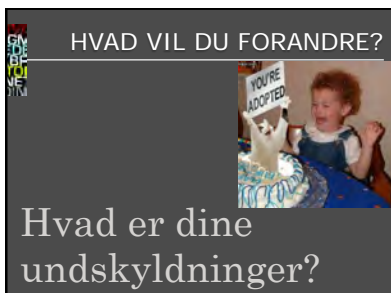 HVAD VIL DU FORANDRE?
YOU'RE
ADOPTED
Hvad er dine
undskyldninger?